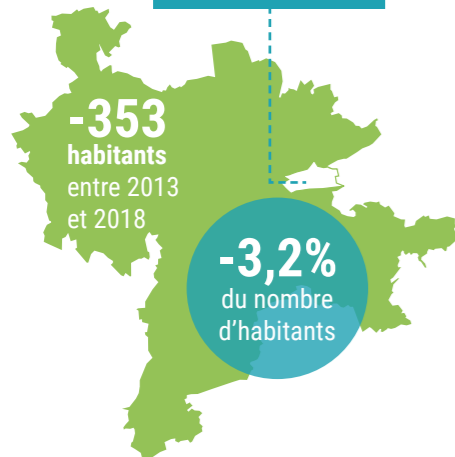 -353
habitants
entre 2013
et 2018
-3,2%
du nombre
d'habitants